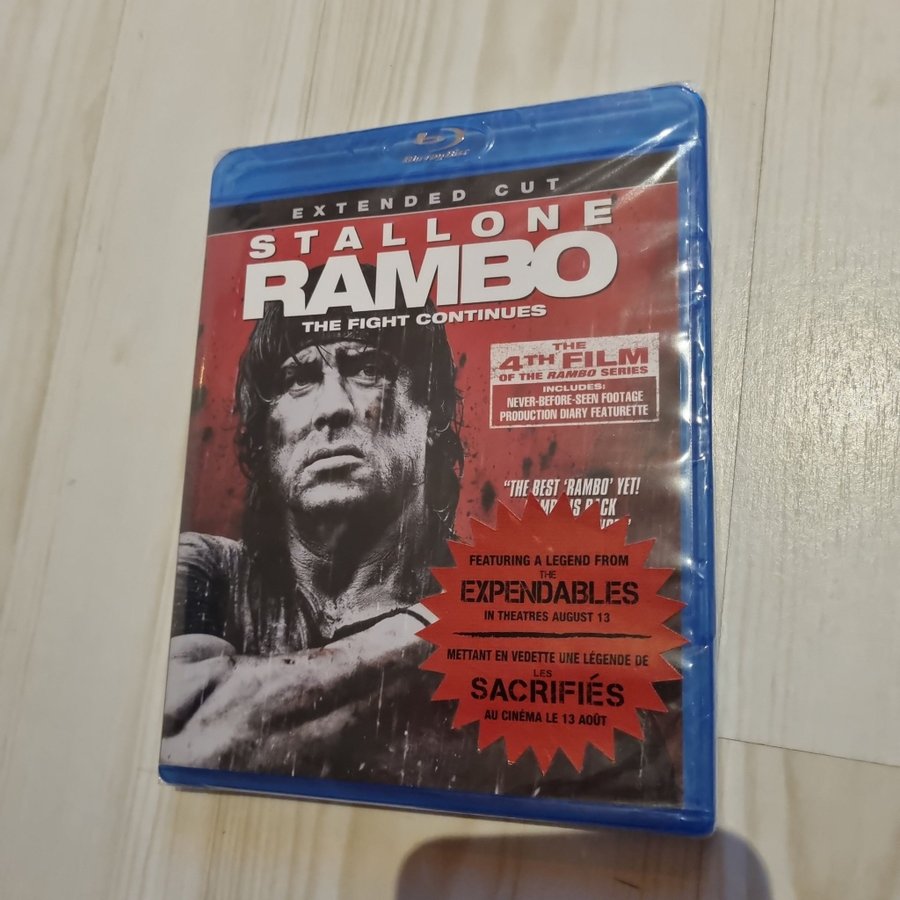 Blu-ray Disc
EXTENDED CUT
STALLONE
RAMBO
THE FIGHT CONTINUES
THE
4TH FILM
OF THE RAMBO SERIES
INCLUDES:
NEVER-BEFORE-SEEN FOOTAGE
PRODUCTION DIARY FEATURETTE
"THE BEST 'RAMBO' YET!
IS BACK
FEATURING A LEGEND FROM
THE
EXPENDABLES
IN THEATRES AUGUST 13
METTANT EN VEDETTE UNE LÉGENDE DE
LES
SACRIFIÉS
AU CINÉMA LE 13 AOÛT